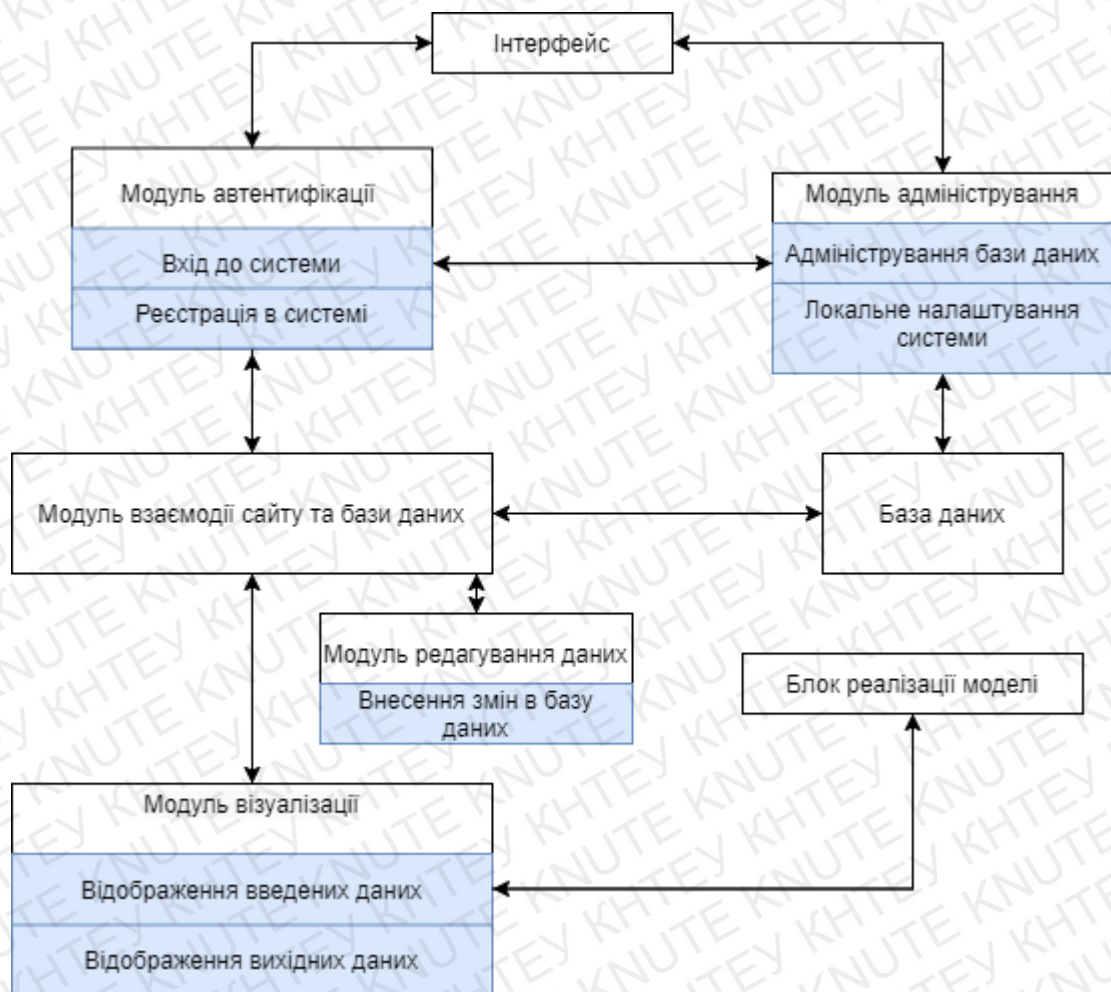 Інтерфейс
Модуль автентифікації
Вхід до системи
Реєстрація в системі
Модуль адміністрування
Адміністрування бази даних
Локальне налаштування
системи
Модуль взаємодії сайту та бази даних
База даних
Модуль редагування даних
Внесення змін в базу
даних
Блок реалізації моделі
Модуль візуалізації
Відображення введених даних
Відображення вихідних даних
KNUTE КНТЕУ